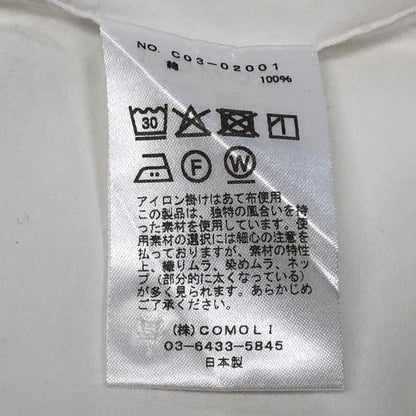 NO. C03-02001
綿 100%
30
F W
アイロン掛けはあて布使用
この製品は、独特の風合いを持
った素材を使用しています。使
用素材の選択には細心の注意を
払っておりますが、素材の特性
上、織りムラ、染めムラ、ネッ
プ（部分的に太くなっている）
が多く見られます。あらかじめ
ご了承ください。
（株）COMOLI
03-6433-5845
日本製